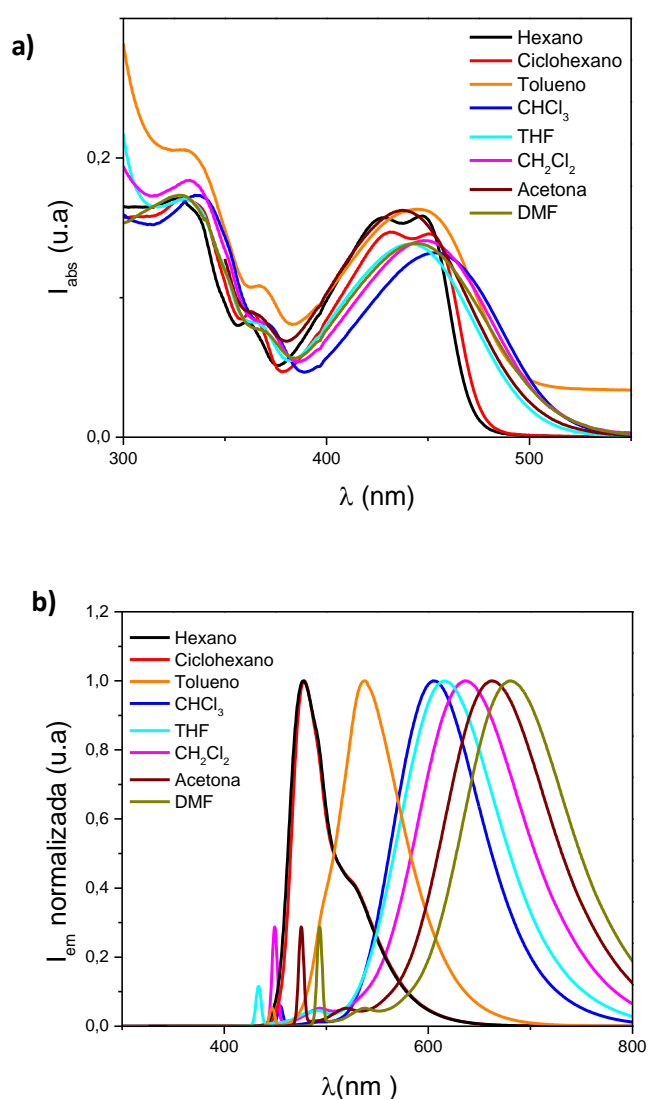 a)
Hexano
Ciclohexano
Tolueno
CHCl3
THF
CH2Cl2
Acetona
DMF
0,2
0,0
I abs (u.a)
300 400 500
λ (nm)
b)
1,2
1,0
0,8
0,6
0,4
0,2
0,0
Hexano
Ciclohexano
Tolueno
CHCl3
THF
CH2Cl2
Acetona
DMF
I em normalizada (u.a)
400 600 800
λ(nm )